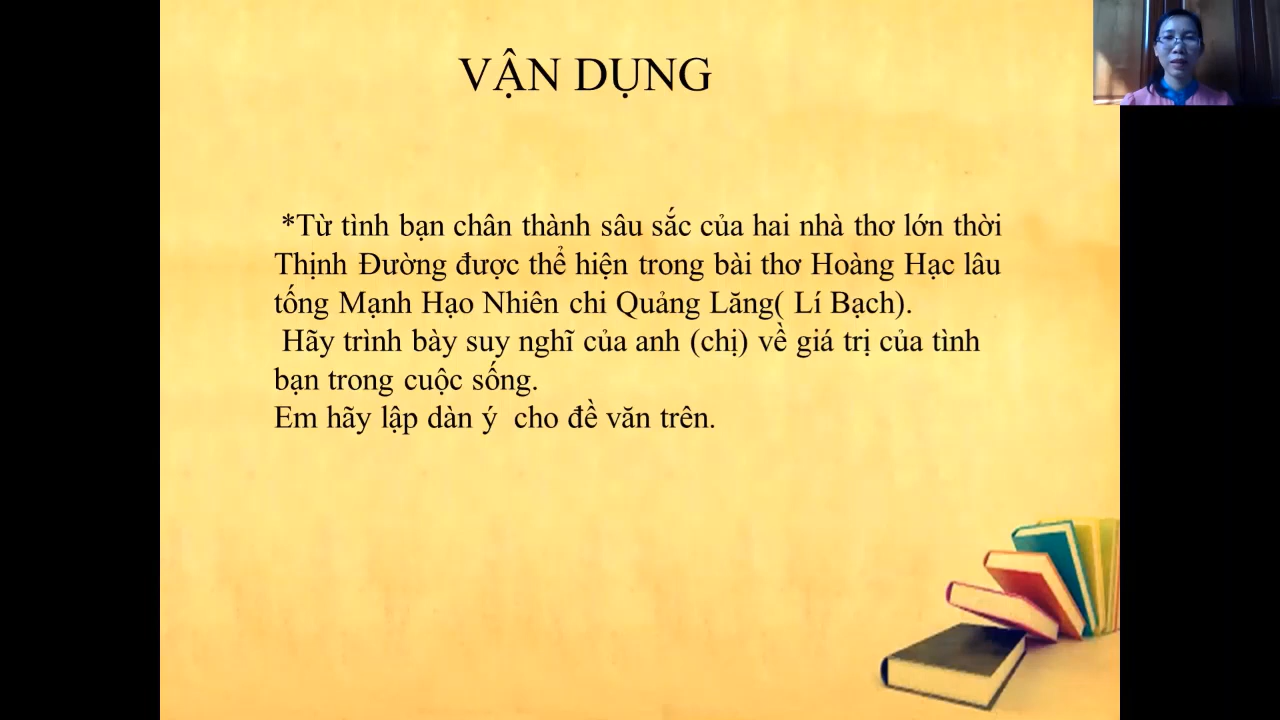 VẬN DỤNG
*Từ tình bạn chân thành sâu sắc của hai nhà thơ lớn thời
Thịnh Đường được thể hiện trong bài thơ Hoàng Hạc lâu
tống Mạnh Hạo Nhiên chi Quảng Lăng( Lí Bạch).
Hãy trình bày suy nghĩ của anh (chị) về giá trị của tình
bạn trong cuộc sống.
Em hãy lập dàn ý  cho đề văn trên.